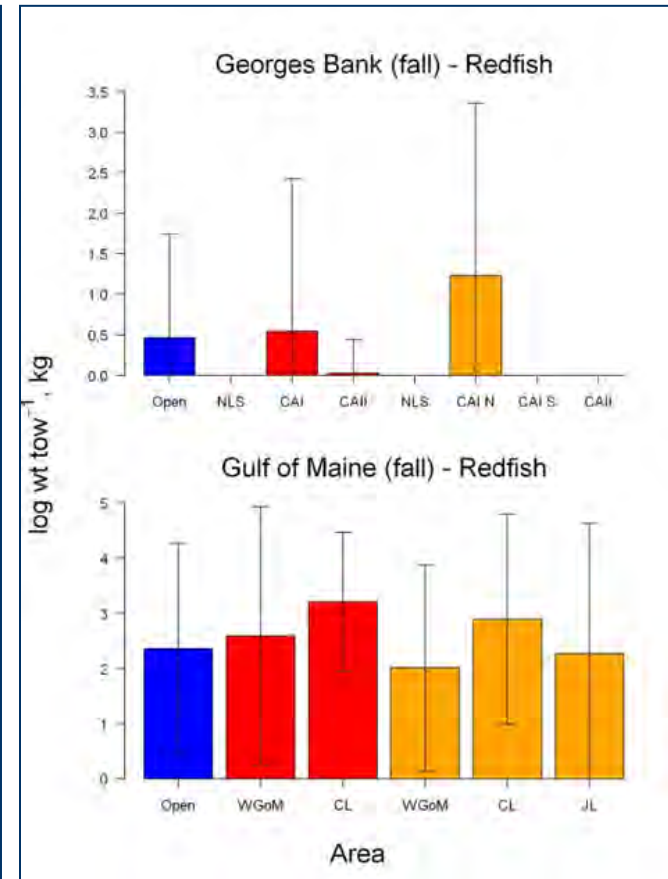 Georges Bank (fall) - Redfish
3.5
3.0
2.5
2.0
1.5
1.0
0.5
0.0
Open NLS CAI CAII NLS CAI N CAI S CAII
log wt tow⁻¹, kg
Gulf of Maine (fall) - Redfish
5
4
3
2
1
0
Open WGoM CL WGoM CL JL
Area